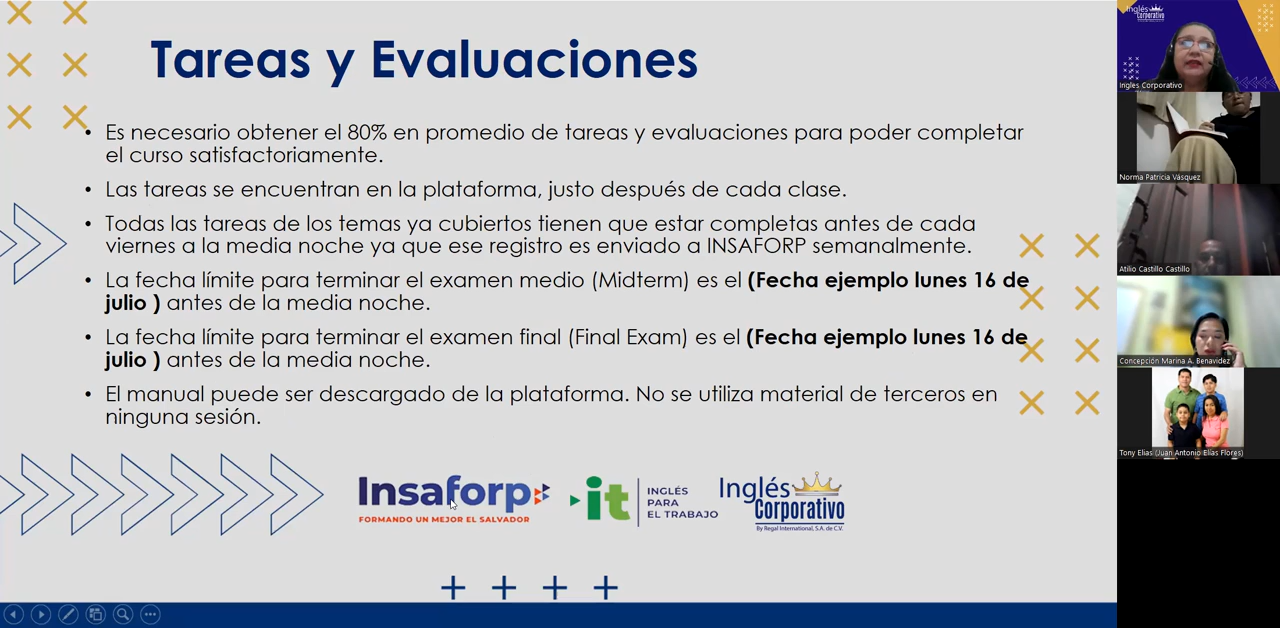 Tareas y Evaluaciones
• Es necesario obtener el 80% en promedio de tareas y evaluaciones para poder completar
el curso satisfactoriamente.
• Las tareas se encuentran en la plataforma, justo después de cada clase.
• Todas las tareas de los temas ya cubiertos tienen que estar completas antes de cada
viernes a la media noche ya que ese registro es enviado a INSAFORP semanalmente.
• La fecha límite para terminar el examen medio (Midterm) es el (Fecha ejemplo lunes 16 de
julio ) antes de la media noche.
• La fecha límite para terminar el examen final (Final Exam) es el (Fecha ejemplo lunes 16 de
julio ) antes de la media noche.
• El manual puede ser descargado de la plataforma. No se utiliza material de terceros en
ninguna sesión.
Insaforp
FORMANDO UN MEJOR EL SALVADOR
it
INGLÉS
PARA
EL TRABAJO
Inglés
Corporativo
By Regal International, S.A. de C.V.
Inglés
Corporativo
Ingles Corporativo
Norma Patricia Vásquez
Atilio Castillo Castillo
Concepción Marina A. Benavidez
Tony Elias (Juan Antonio Elías Flores)